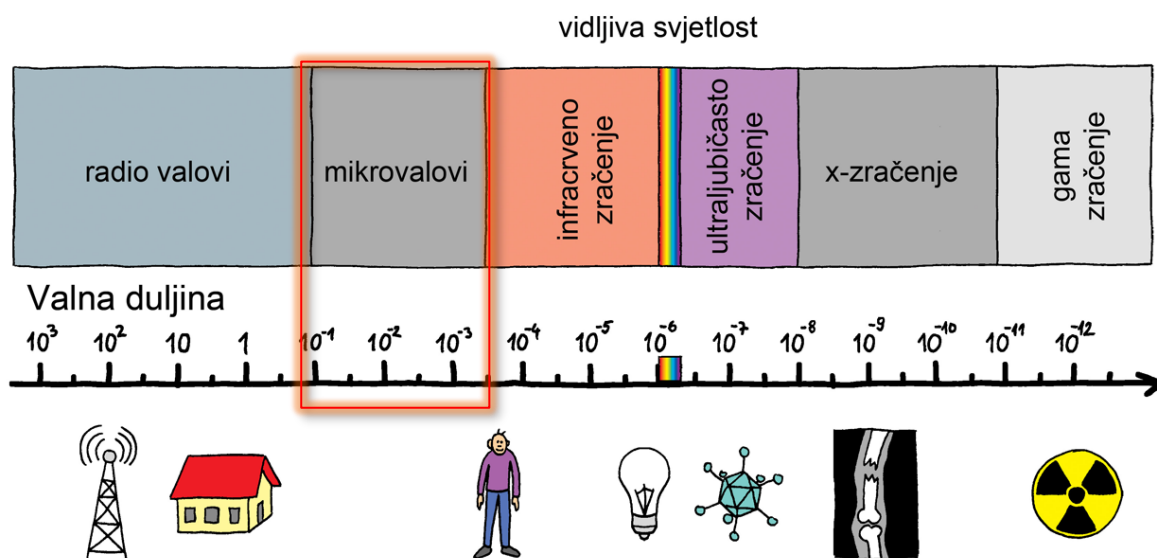 vidljiva svjetlost
radio valovi
mikrovalovi
infracrveno
zračenje
ultraljubičasto
zračenje
x-zračenje
gama
zračenje
Valna duljina
10³ 10² 10 1 10⁻¹ 10⁻² 10⁻³ 10⁻⁴ 10⁻⁵ 10⁻⁶ 10⁻⁷ 10⁻⁸ 10⁻⁹ 10⁻¹⁰ 10⁻¹¹ 10⁻¹²